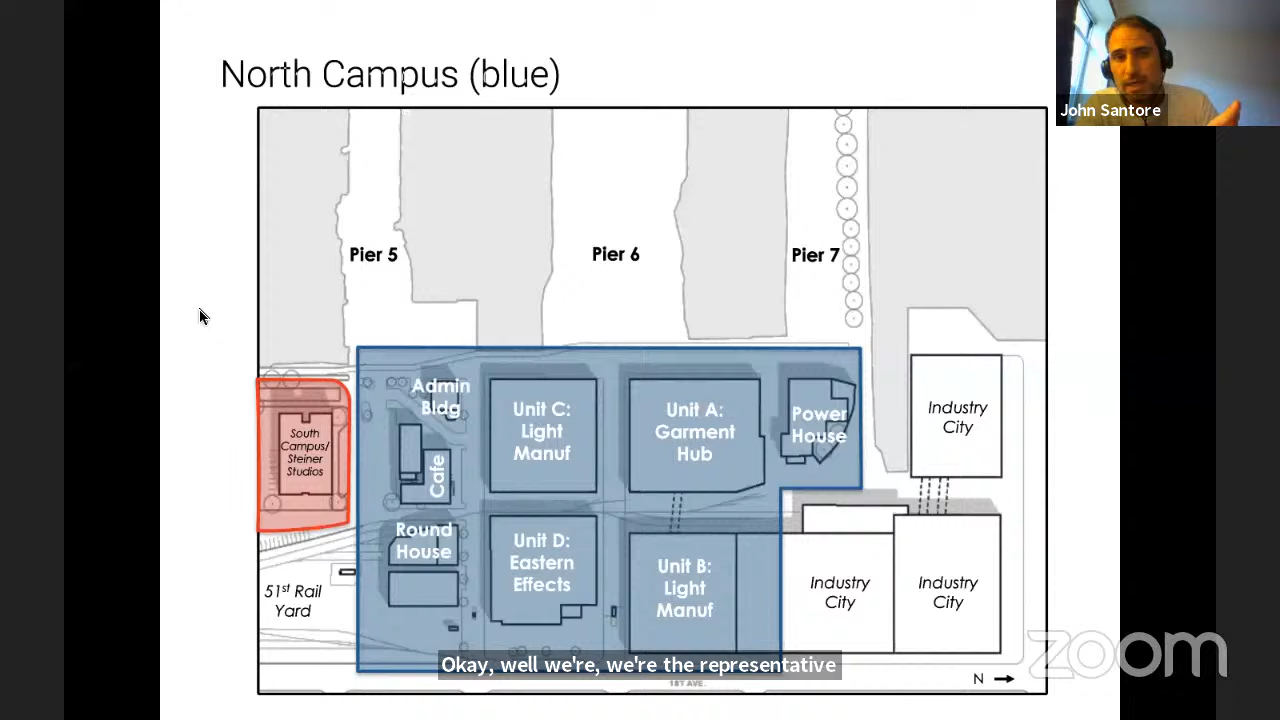 North Campus (blue)
John Santore
Pier 5
Pier 6
Pier 7
Admin
Bldg
Unit C:
Light
Manuf
Unit A:
Garment
Hub
Power
House
Industry
City
South
Campus/
Steiner
Studios
Cafe
Round
House
Unit D:
Eastern
Effects
Unit B:
Light
Manuf
Industry
City
Industry
City
51st Rail
Yard
Okay, well we're, we're the representative
1ST AVE.
N
zoom